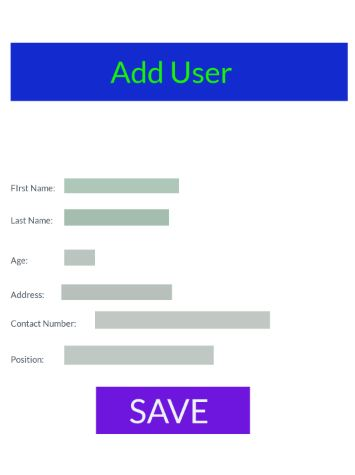 Add User
FIrst Name:
Last Name:
Age:
Address:
Contact Number:
Position:
SAVE